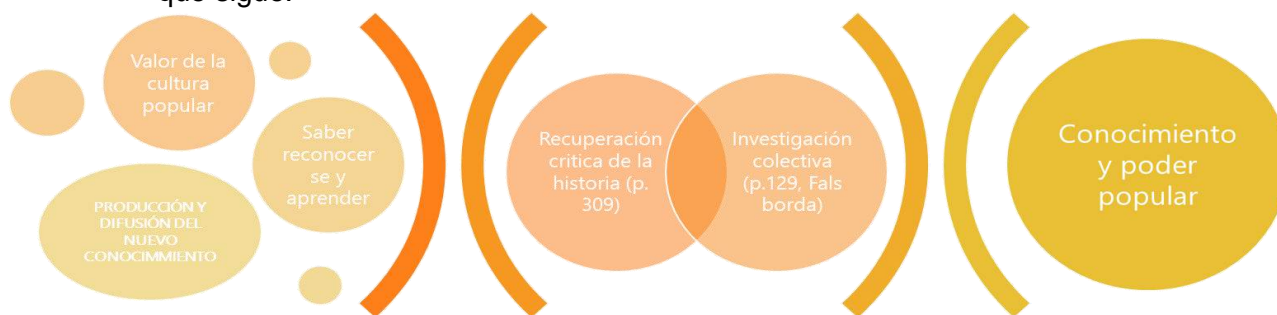 que sigue.
Valor de la
cultura
popular
Saber
reconocer
se y
aprender
PRODUCCIÓN Y
DIFUSIÓN DEL
NUEVO
CONOCIMMIENTO
Recuperación
critica de la
historia (p.
309)
Investigación
colectiva
(p.129, Fals
borda)
Conocimiento
y poder
popular